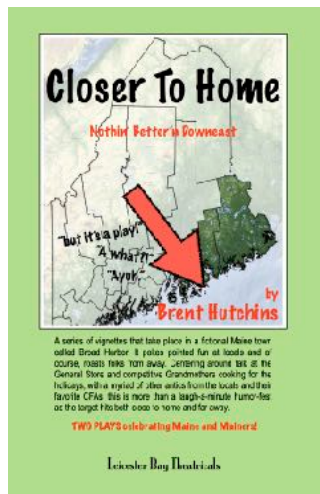 Closer To Home
Nothin' Better'n Downeast
"but it's a play!"
"A what?!"
"Ayuh."
by
Brent Hutchins
A series of vignettes that take place in a fictional Maine town
called Broad Harbor. It pokes pointed fun at locals and of
course, roasts folks from away. Centering around talk at the
General Store and competitive Grandmothers cooking for the
holidays, with a myriad of other antics from the locals and their
favorite CFAs, this is more than a laugh-a-minute humor-fest
as the target hits both close to home and far away.
TWO PLAYS celebrating Maine and Mainers!
Leicester Bay Theatricals